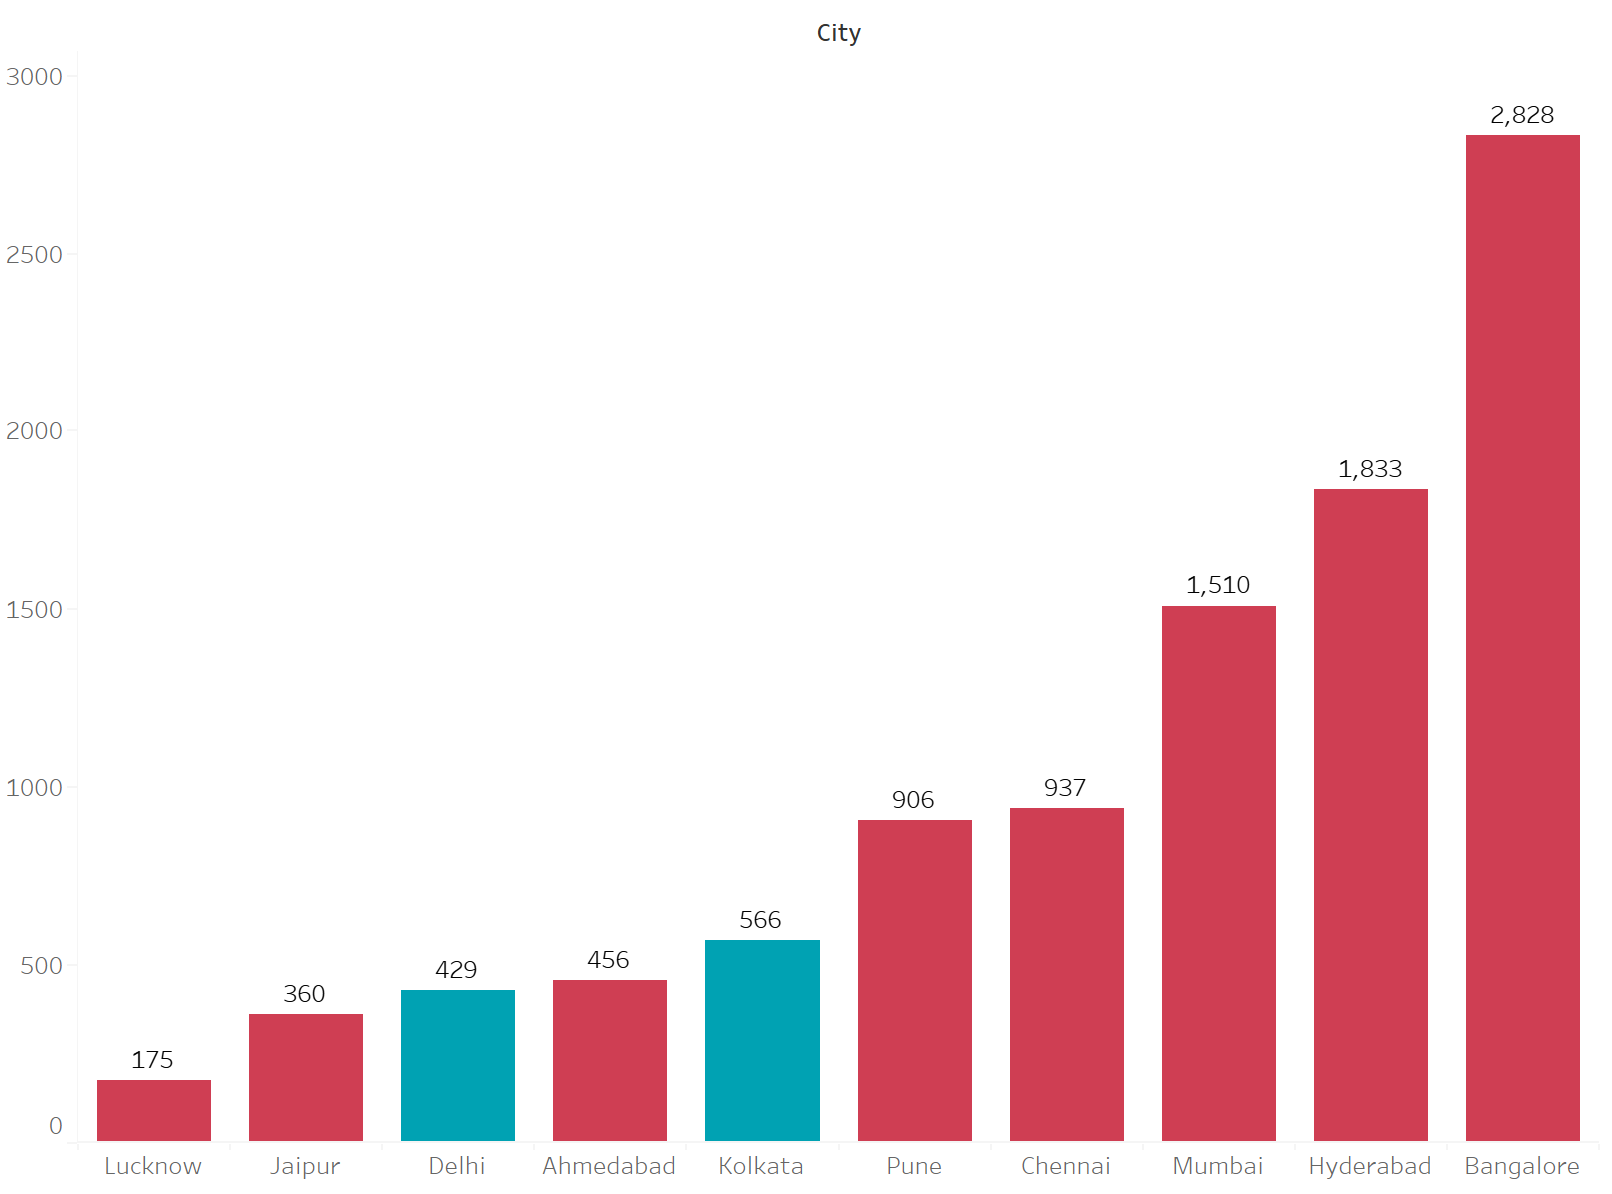 City
3000
2500
2000
1500
1000
500
0
175
360
429
456
566
906
937
1,510
1,833
2,828
Lucknow
Jaipur
Delhi
Ahmedabad
Kolkata
Pune
Chennai
Mumbai
Hyderabad
Bangalore